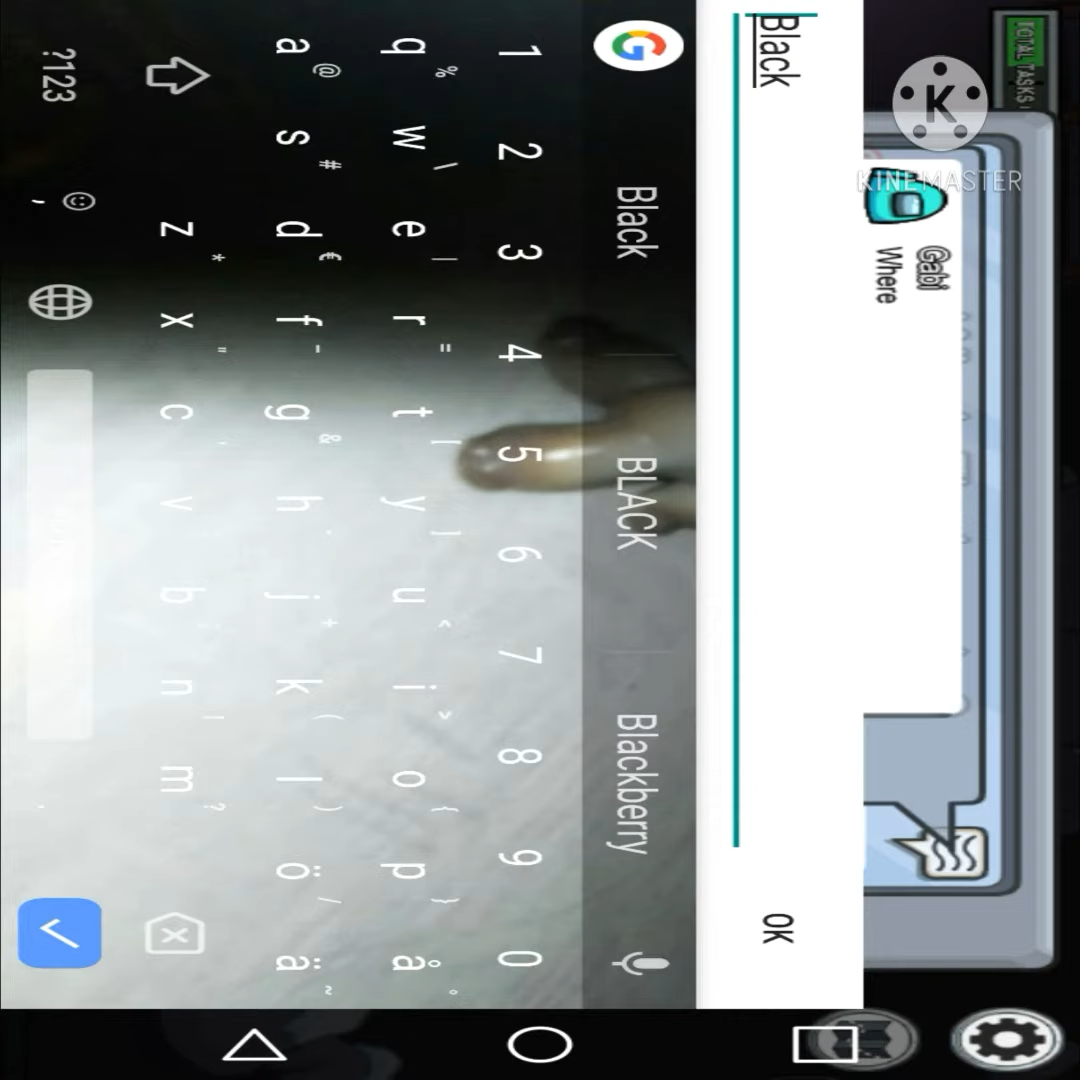 TOTAL TASKS
KINEMASTER
Gabi
Where
Black
OK
Black BLACK Blackberry
1 2 3 4 5 6 7 8 9 0
q w e r t y u i o p å
% \ | = [ ] < > { }
a s d f g h j k l ö ä
@ # € - & + ( ) / ~
z x c v b n m
* " ' ?
?123 ,